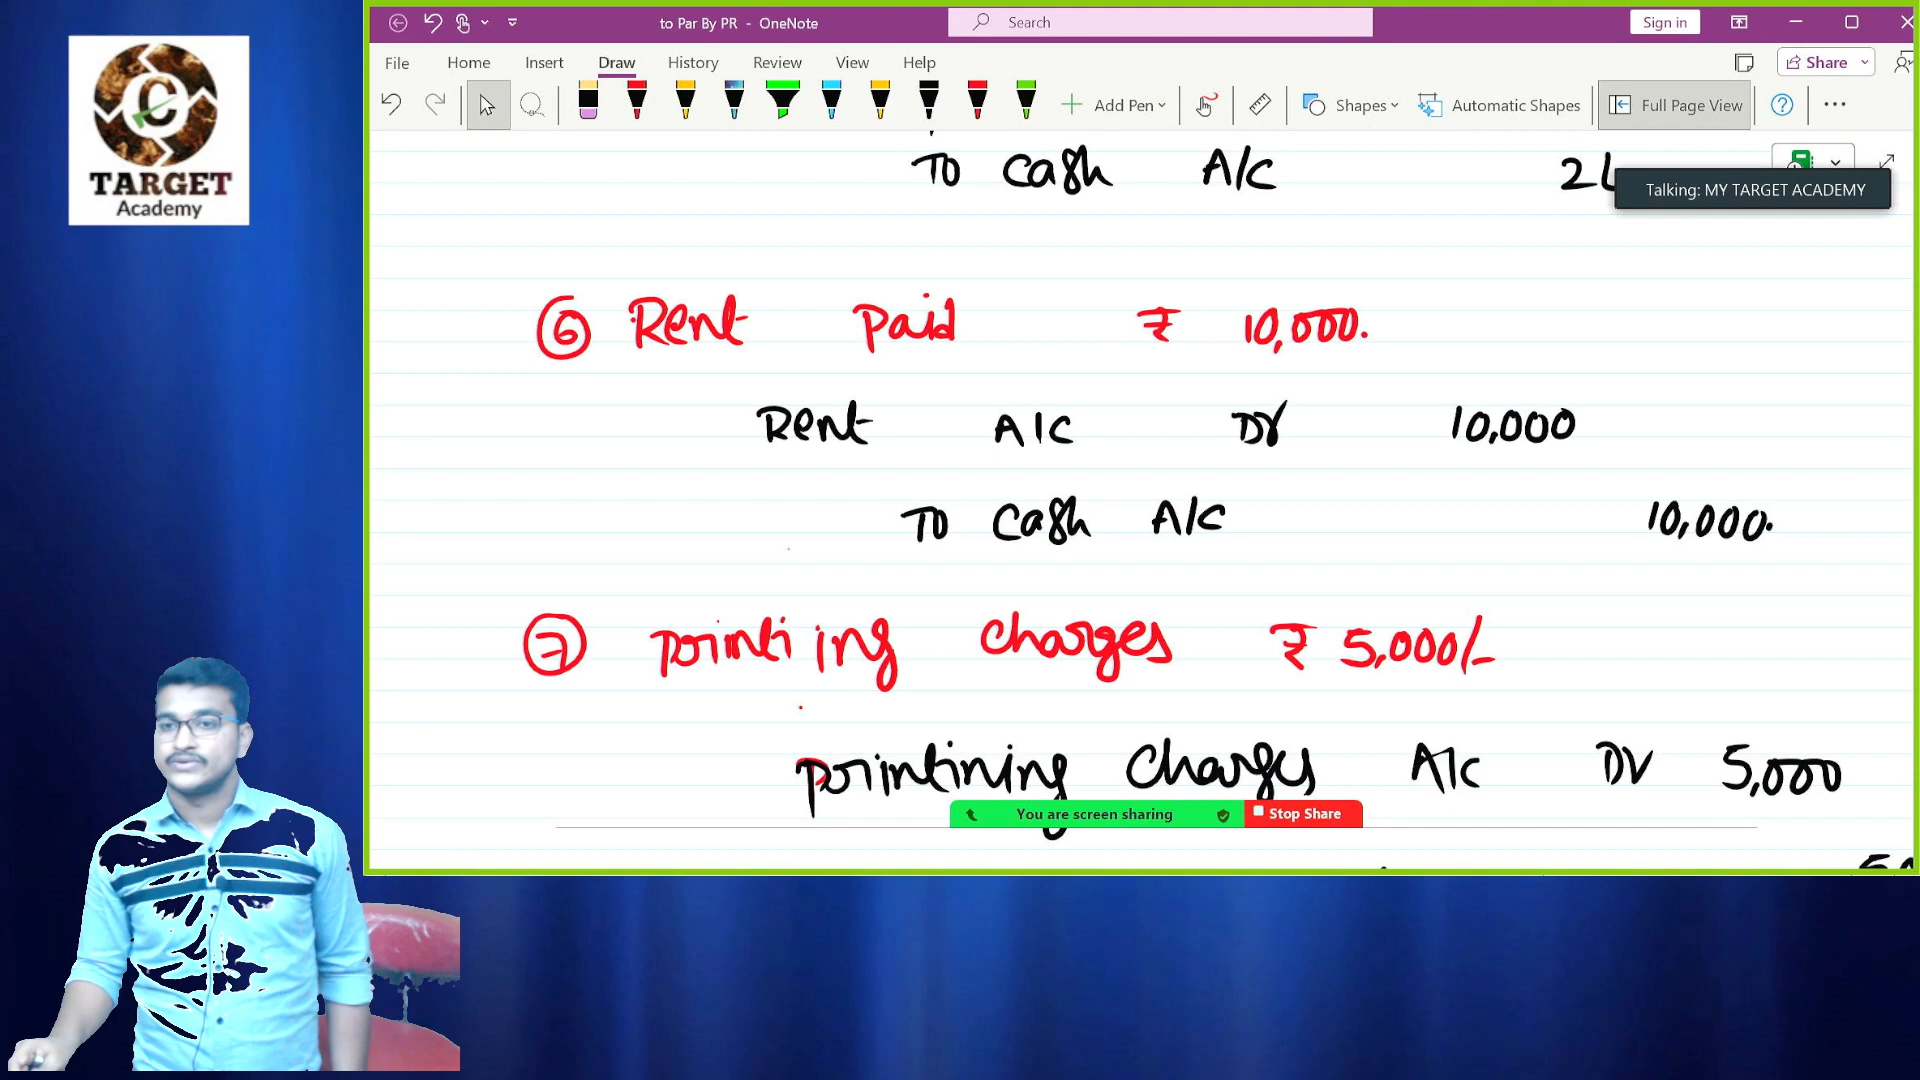 to Par By PR - OneNote
Search
Sign in
File Home Insert Draw History Review View Help
Share
Add Pen
Shapes
Automatic Shapes
Full Page View
C
TARGET
Academy
To Cash A/c 2L
Talking: MY TARGET ACADEMY
⑥ Rent Paid ₹ 10,000.
Rent A/c Dr 10,000
To Cash A/c 10,000.
⑦ printiing charges ₹ 5,000/-
printining charges A/c Dr 5,000
You are screen sharing
Stop Share